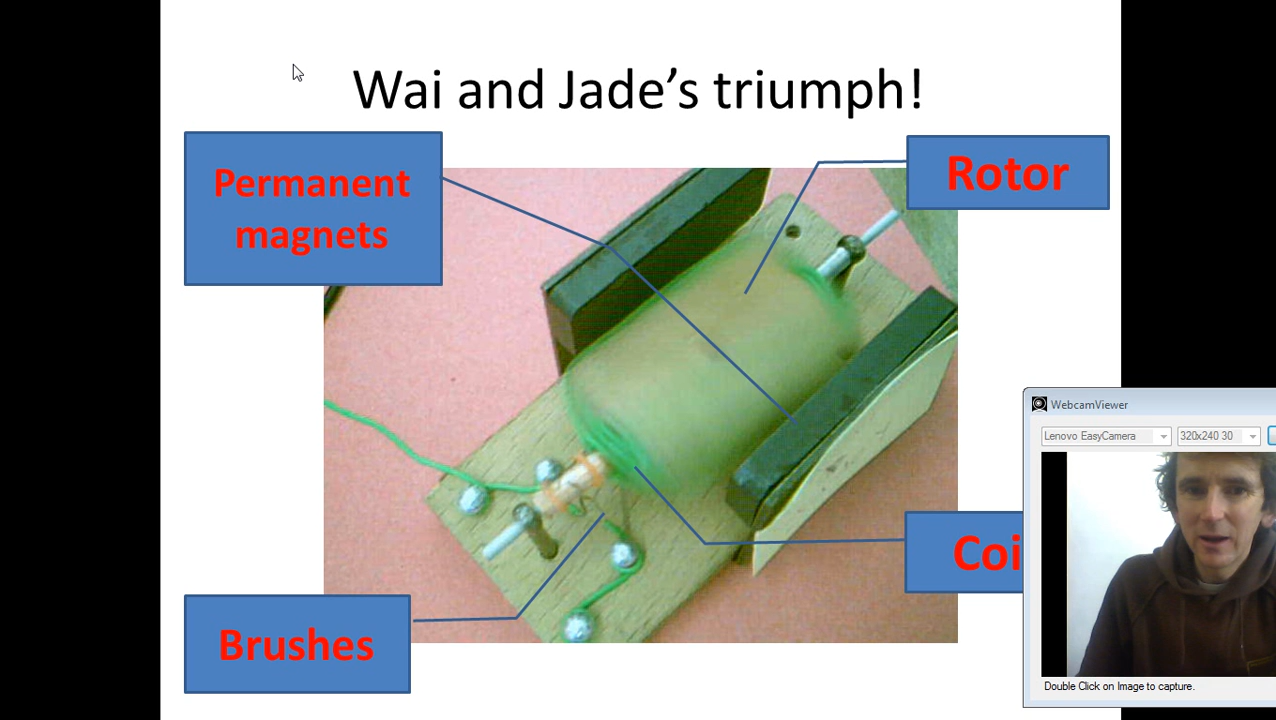 Wai and Jade's triumph!
Permanent
magnets
Rotor
WebcamViewer
Lenovo EasyCamera
320x240 30
Coi
Brushes
Double Click on Image to capture.